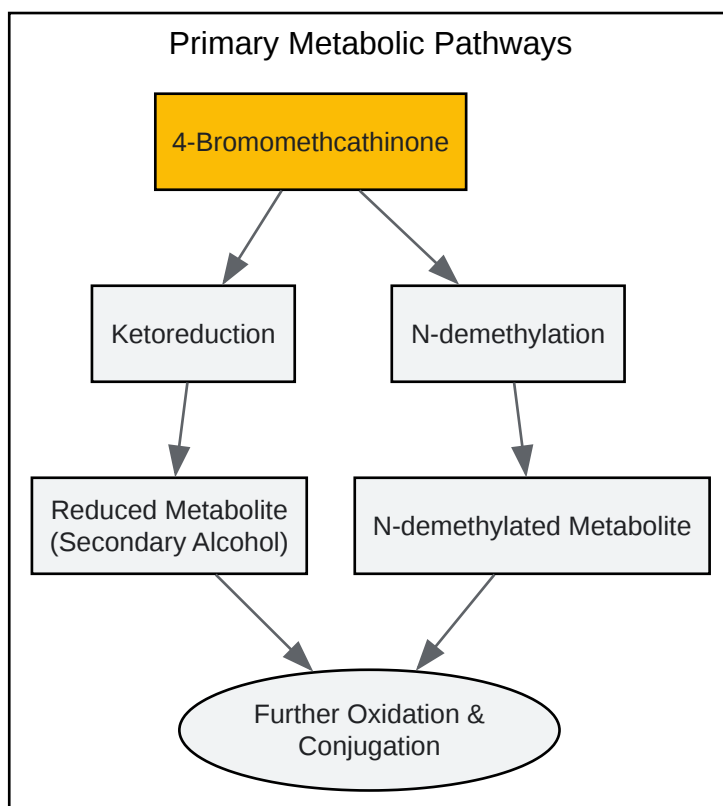 Primary Metabolic Pathways
4-Bromomethcathinone
Ketoreduction
N-demethylation
Reduced Metabolite
(Secondary Alcohol)
N-demethylated Metabolite
Further Oxidation &
Conjugation